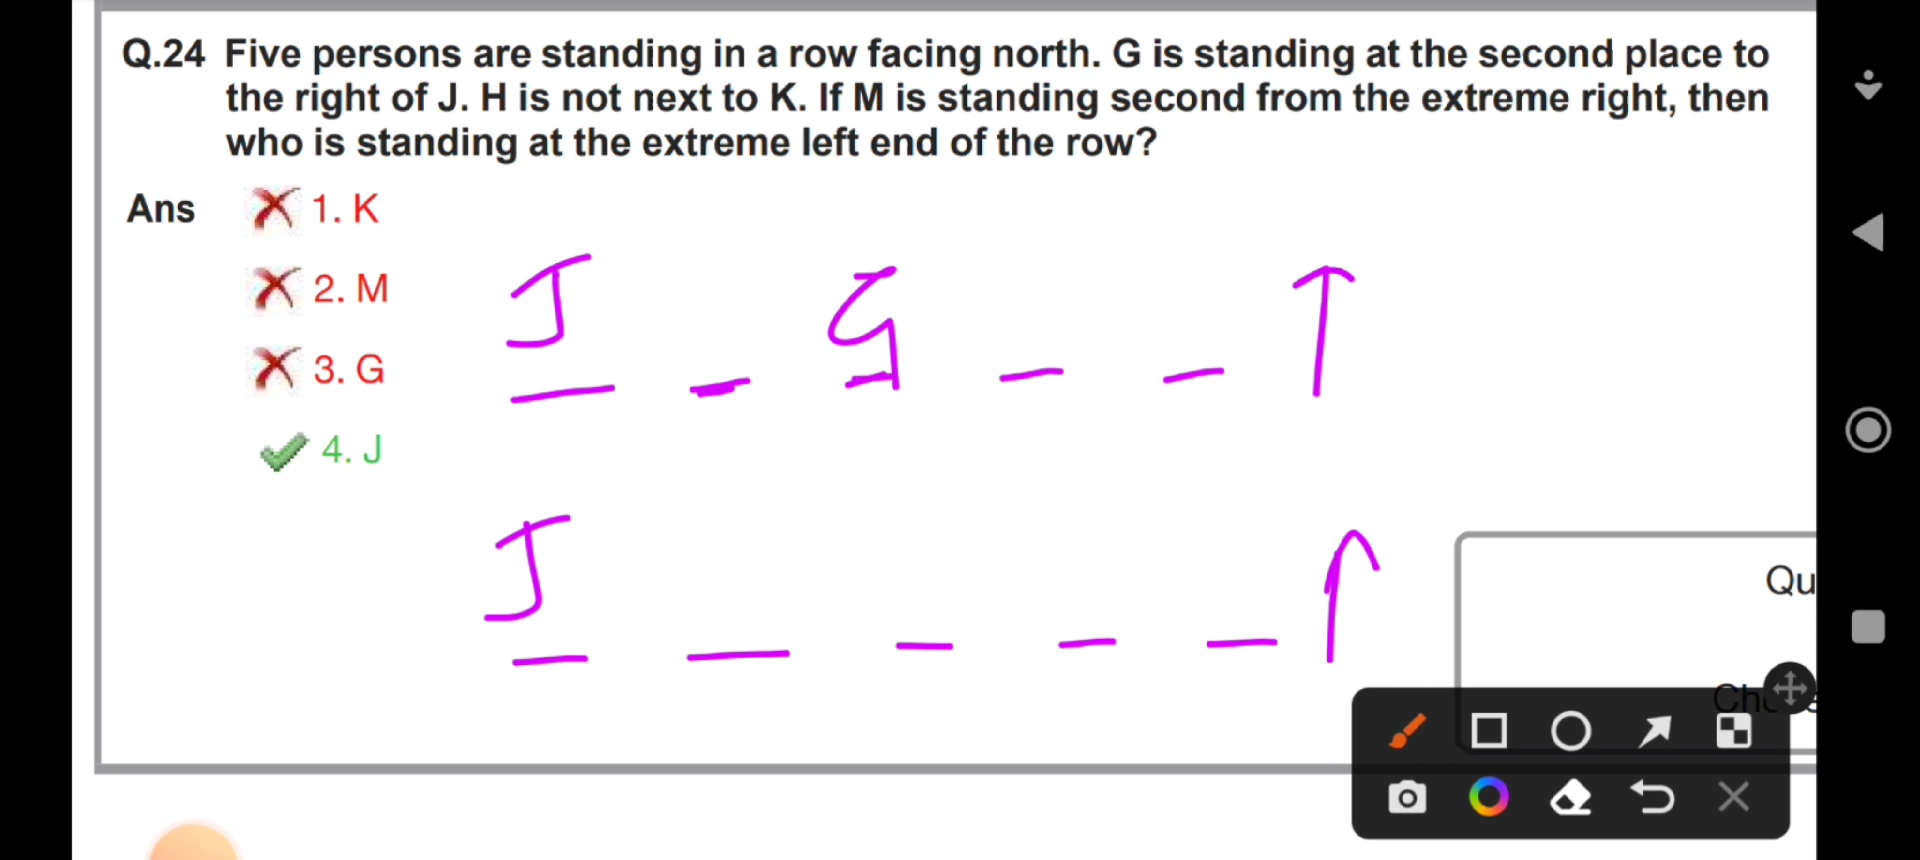 Q.24 Five persons are standing in a row facing north. G is standing at the second place to
the right of J. H is not next to K. If M is standing second from the extreme right, then
who is standing at the extreme left end of the row?
Ans 1. K
2. M
3. G
4. J
J G
J
Qu